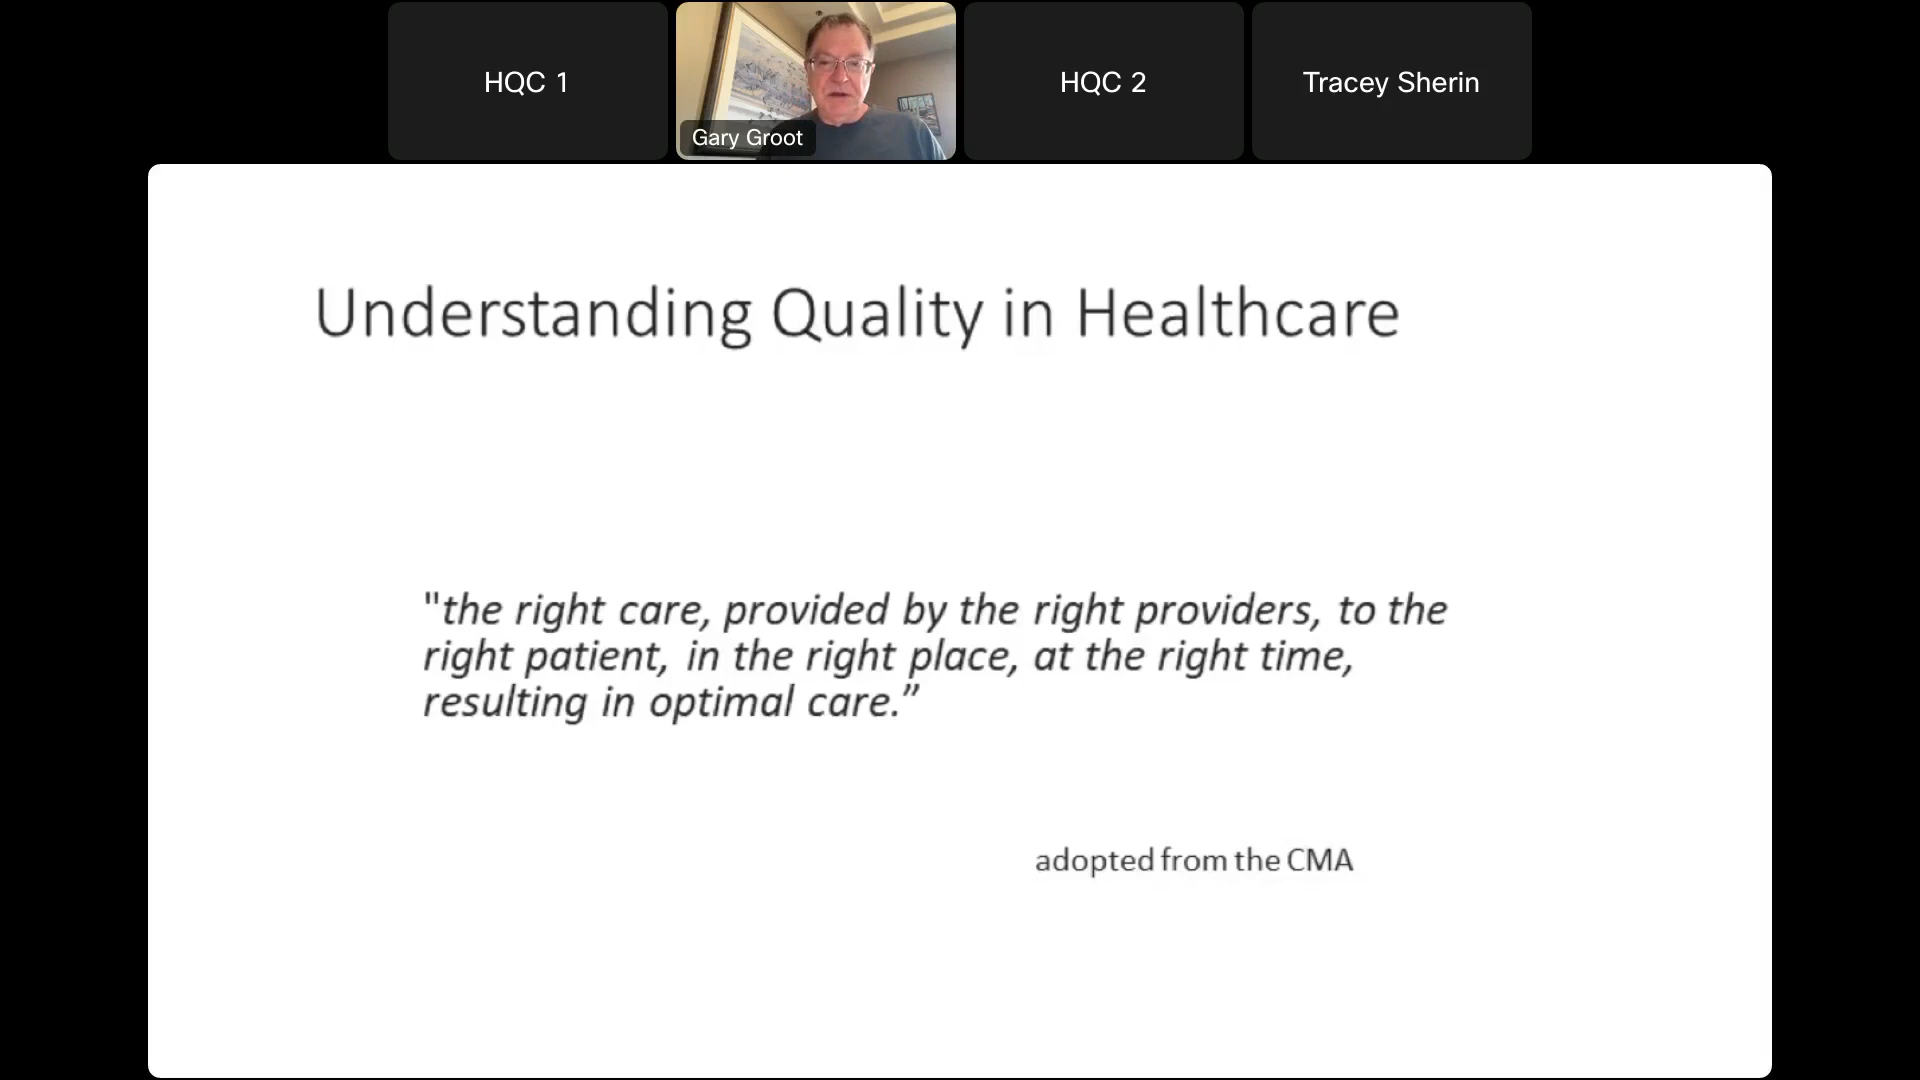 HQC 1
Gary Groot
HQC 2
Tracey Sherin
Understanding Quality in Healthcare
"the right care, provided by the right providers, to the
right patient, in the right place, at the right time,
resulting in optimal care.”
adopted from the CMA